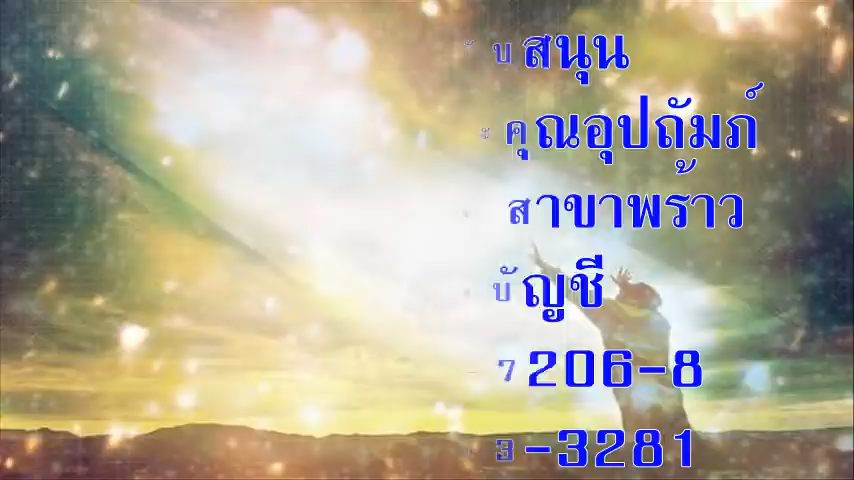 บสนุน
คุณอุปถัมภ์
สาขาพร้าว
บัญชี
7206-8
3-3281